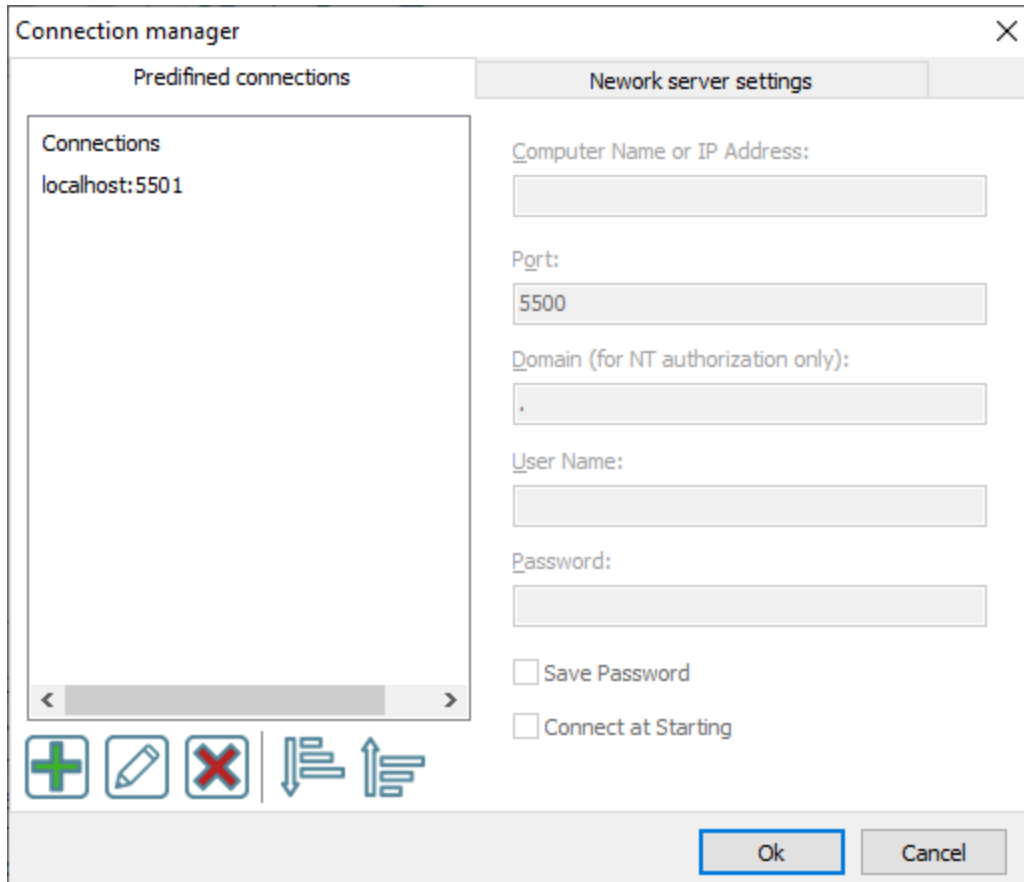 Connection manager
Predifined connections
Nework server settings
Connections
localhost:5501
Computer Name or IP Address:
Port:
5500
Domain (for NT authorization only):
.
User Name:
Password:
Save Password
Connect at Starting
Ok
Cancel